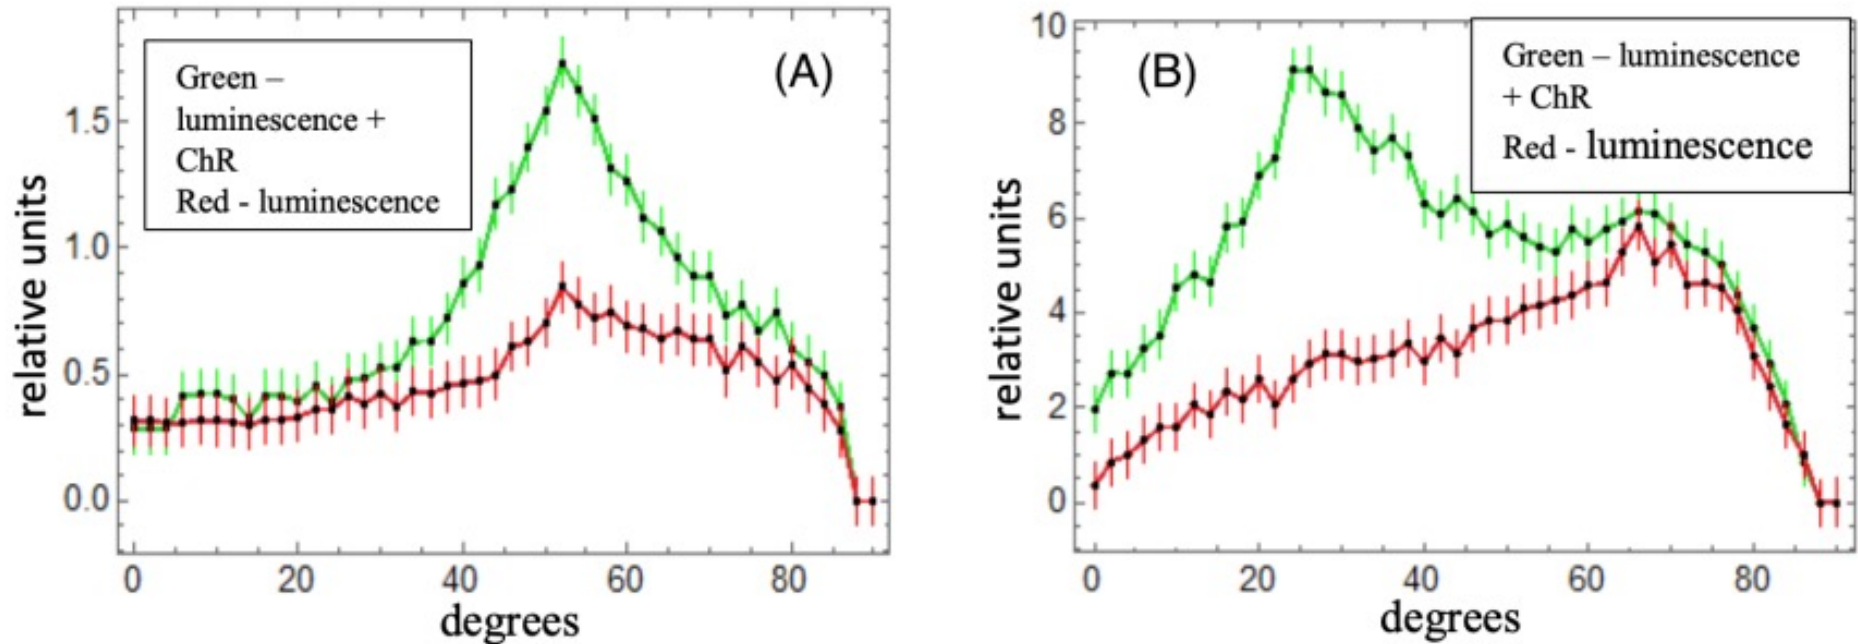 (A)
Green –
luminescence +
ChR
Red - luminescence
relative units
1.5
1.0
0.5
0.0
0 20 40 60 80
degrees
(B)
Green – luminescence
+ ChR
Red - luminescence
relative units
10
8
6
4
2
0
0 20 40 60 80
degrees